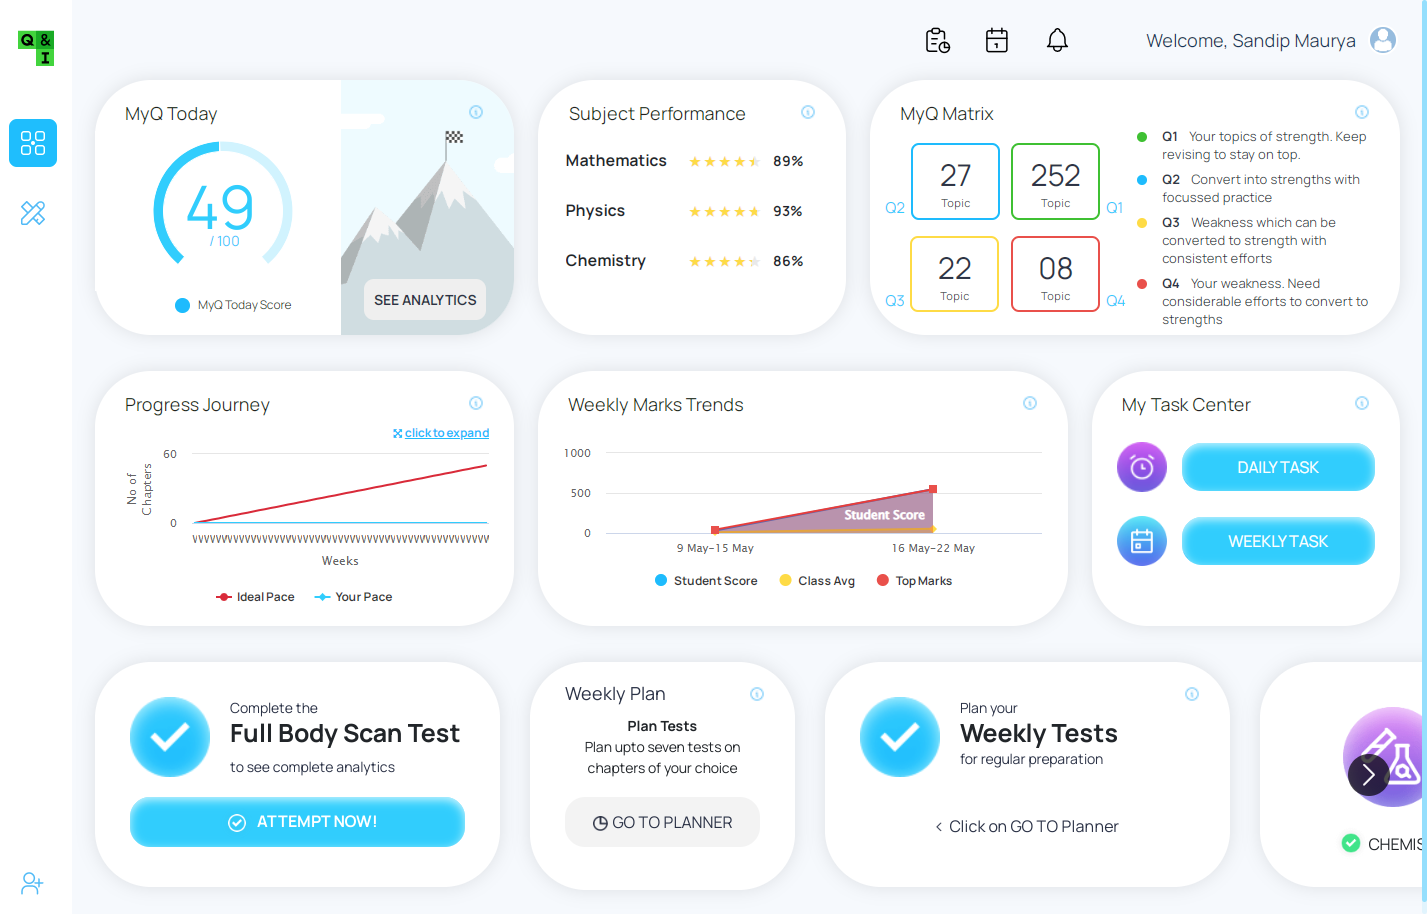 Q &
I
Welcome, Sandip Maurya
MyQ Today
49
/ 100
MyQ Today Score
SEE ANALYTICS
Subject Performance
Mathematics 89%
Physics 93%
Chemistry 86%
MyQ Matrix
27
Topic
252
Topic
Q2
Q1
22
Topic
08
Topic
Q3
Q4
Q1 Your topics of strength. Keep
revising to stay on top.
Q2 Convert into strengths with
focussed practice
Q3 Weakness which can be
converted to strength with
consistent efforts
Q4 Your weakness. Need
considerable efforts to convert to
strengths
Progress Journey
click to expand
No of
Chapters
60
0
Weeks
Ideal Pace Your Pace
Weekly Marks Trends
1000
500
0
Student Score
9 May-15 May 16 May-22 May
Student Score Class Avg Top Marks
My Task Center
DAILY TASK
WEEKLY TASK
Complete the
Full Body Scan Test
to see complete analytics
ATTEMPT NOW!
Weekly Plan
Plan Tests
Plan upto seven tests on
chapters of your choice
GO TO PLANNER
Plan your
Weekly Tests
for regular preparation
< Click on GO TO Planner
CHEMIS